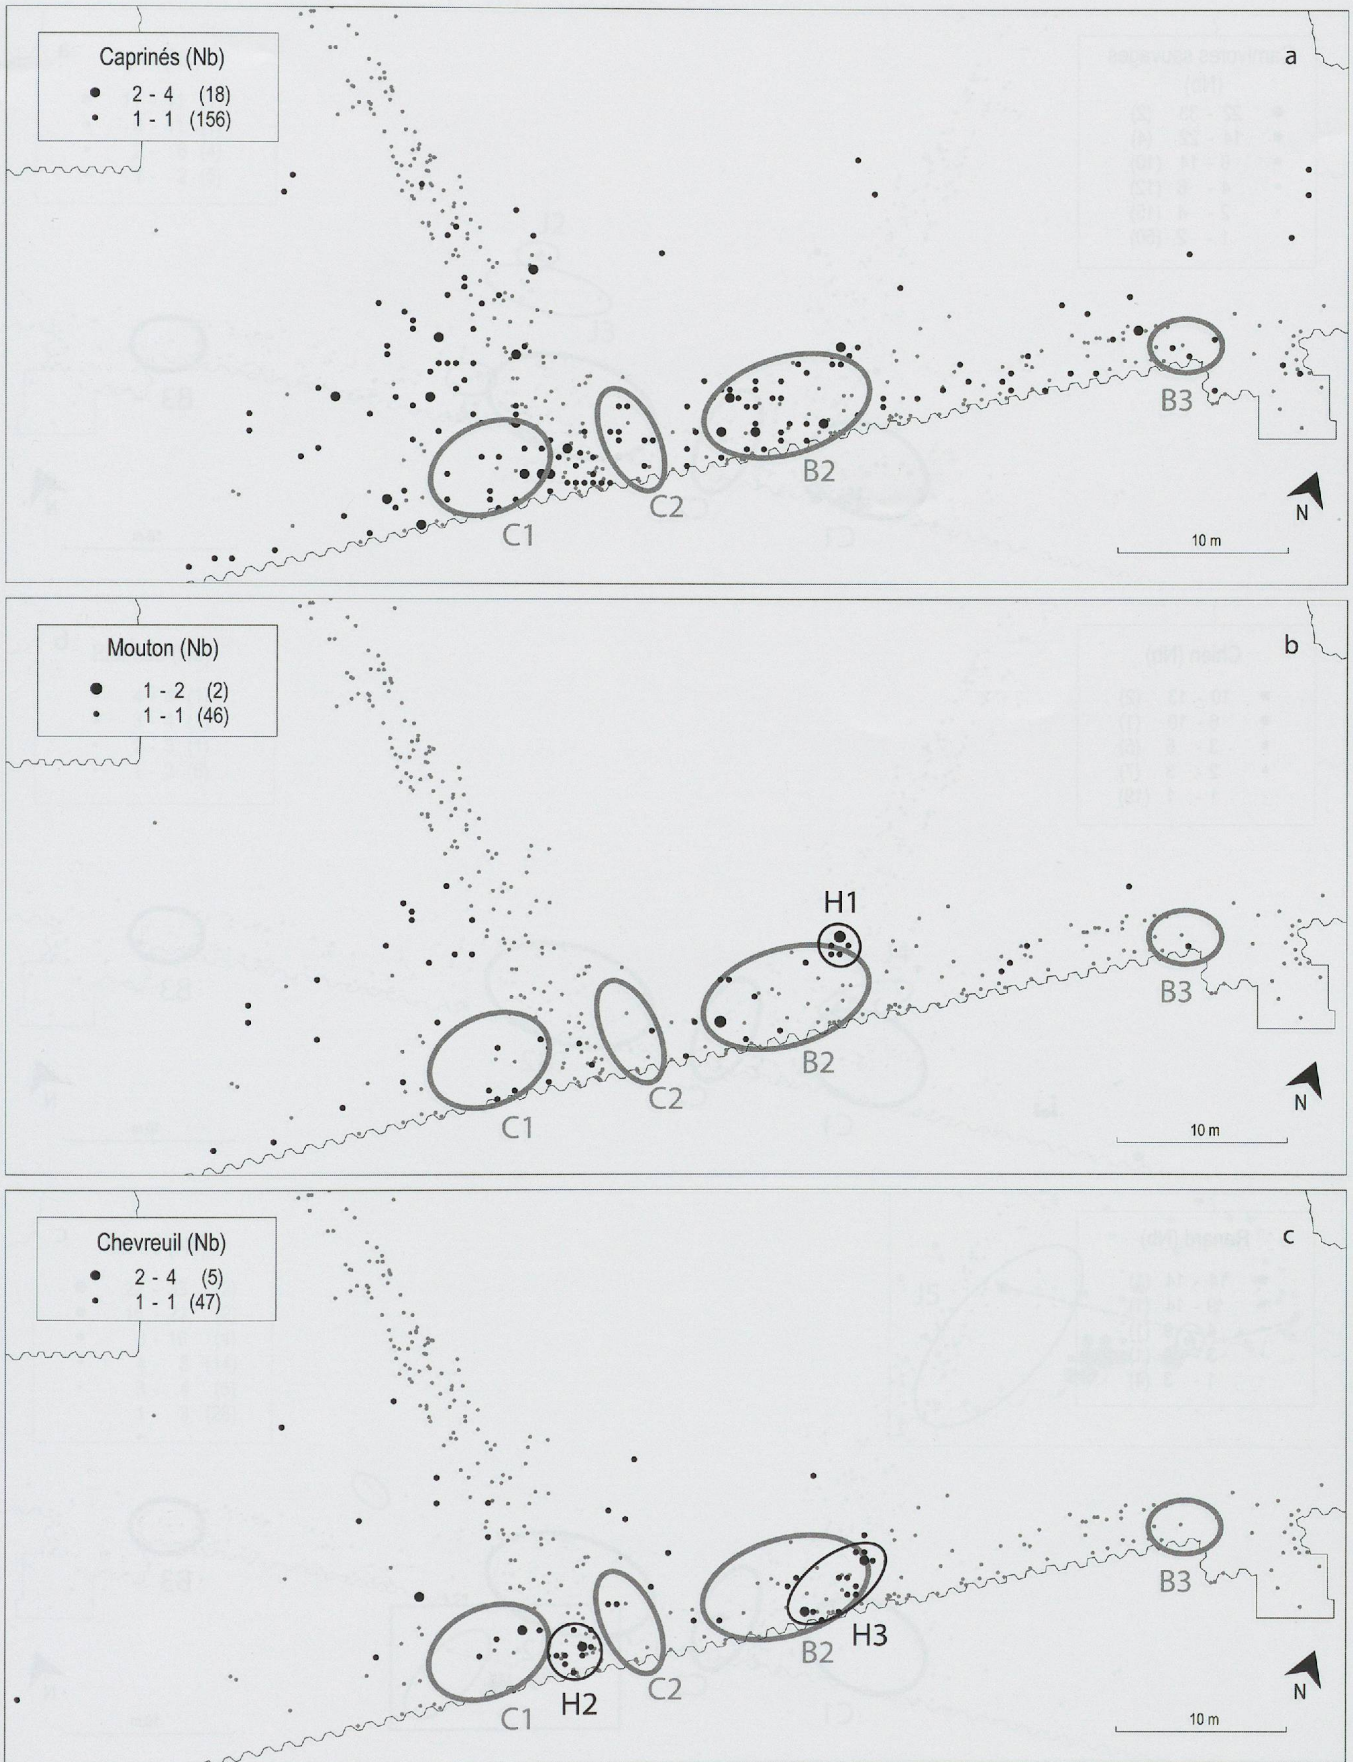 Caprinés (Nb)
2 - 4 (18)
1 - 1 (156)
a
B3
B2
C2
C1
N
10 m
Mouton (Nb)
1 - 2 (2)
1 - 1 (46)
b
H1
B3
B2
C2
C1
N
10 m
Chevreuil (Nb)
2 - 4 (5)
1 - 1 (47)
c
B3
B2
H3
C2
H2
C1
N
10 m